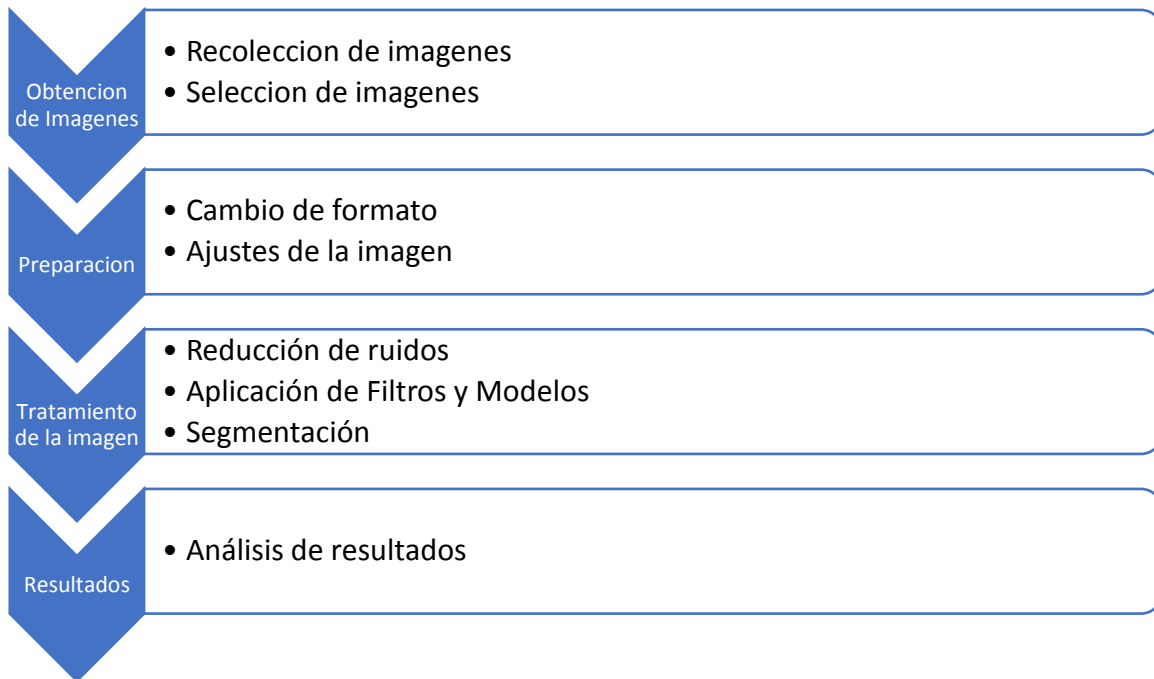 Obtencion
de Imagenes
• Recoleccion de imagenes
• Seleccion de imagenes
Preparacion
• Cambio de formato
• Ajustes de la imagen
Tratamiento
de la imagen
• Reducción de ruidos
• Aplicación de Filtros y Modelos
• Segmentación
Resultados
• Análisis de resultados